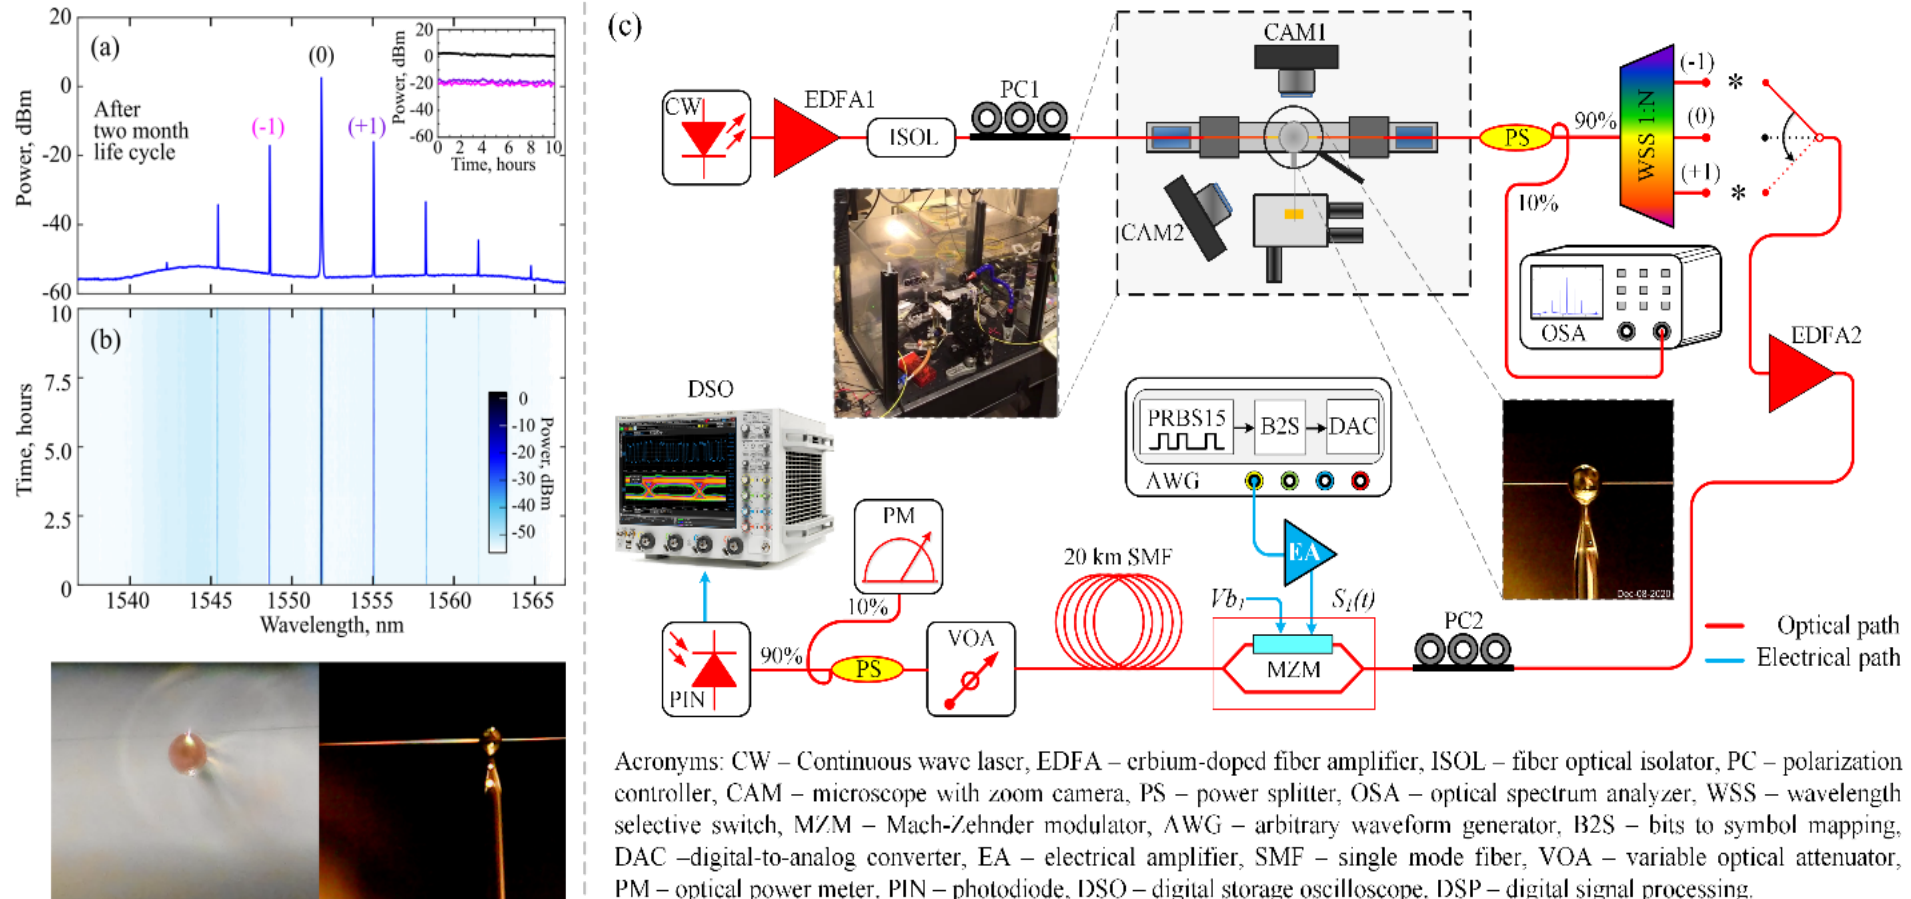 (a)
20
0
-20
-40
-60
Power, dBm
After
two month
life cycle
(-1)
(0)
(+1)
20
0
-20
-40
-60
Power, dBm
0 2 4 6 8 10
Time, hours
(b)
10
7.5
5.0
2.5
0
Time, hours
0
-10
-20
-30
-40
-50
Power, dBm
1540 1545 1550 1555 1560 1565
Wavelength, nm
(c)
CW
EDFA1
ISOL
PC1
CAM1
CAM2
PS
90%
10%
WSS 1:N
(-1)
*
(0)
(+1)
*
OSA
EDFA2
DSO
PRBS15
B2S
DAC
AWG
EA
Dec-08-2020
PM
10%
20 km SMF
Vb1
S1(t)
PC2
Optical path
Electrical path
PIN
90%
PS
VOA
MZM
Acronyms: CW – Continuous wave laser, EDFA – erbium-doped fiber amplifier, ISOL – fiber optical isolator, PC – polarization
controller, CAM – microscope with zoom camera, PS – power splitter, OSA – optical spectrum analyzer, WSS – wavelength
selective switch, MZM – Mach-Zehnder modulator, AWG – arbitrary waveform generator, B2S – bits to symbol mapping,
DAC –digital-to-analog converter, EA – electrical amplifier, SMF – single mode fiber, VOA – variable optical attenuator,
PM – optical power meter, PIN – photodiode, DSO – digital storage oscilloscope, DSP – digital signal processing.